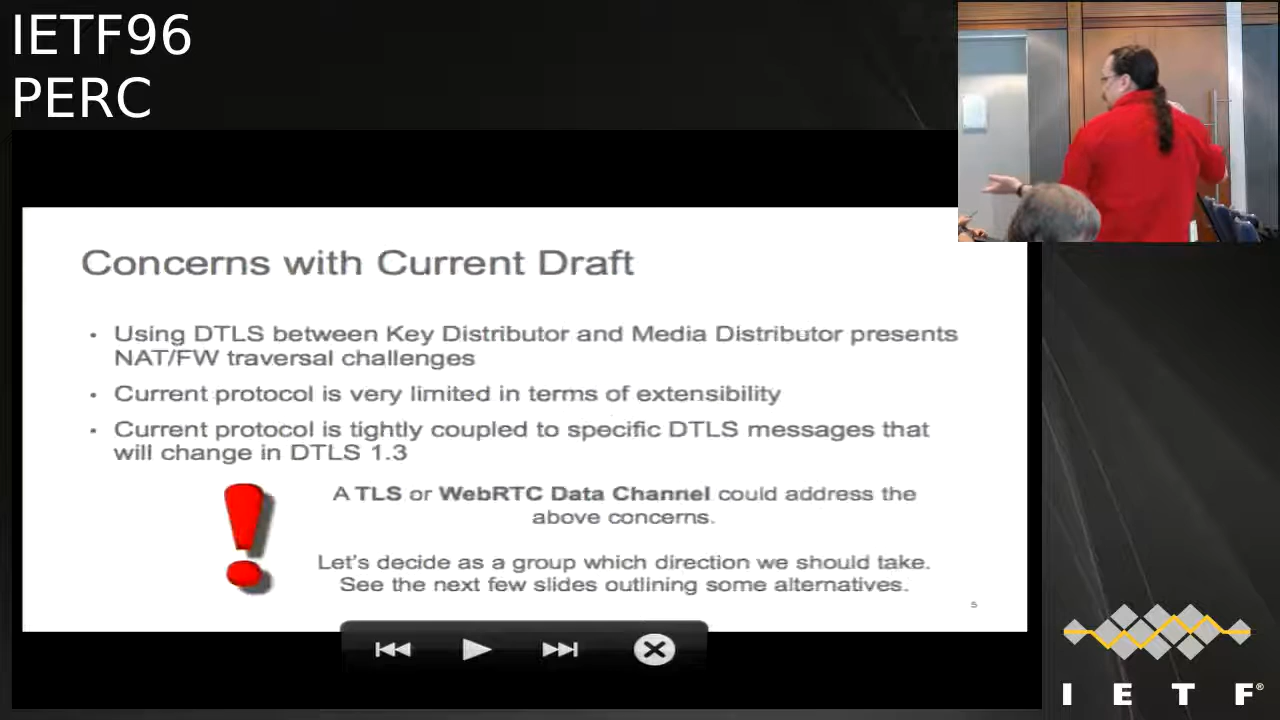 IETF96
PERC
Concerns with Current Draft
• Using DTLS between Key Distributor and Media Distributor presents
NAT/FW traversal challenges
• Current protocol is very limited in terms of extensibility
• Current protocol is tightly coupled to specific DTLS messages that
will change in DTLS 1.3
A TLS or WebRTC Data Channel could address the
above concerns.
Let's decide as a group which direction we should take.
See the next few slides outlining some alternatives.
5
I E T F®